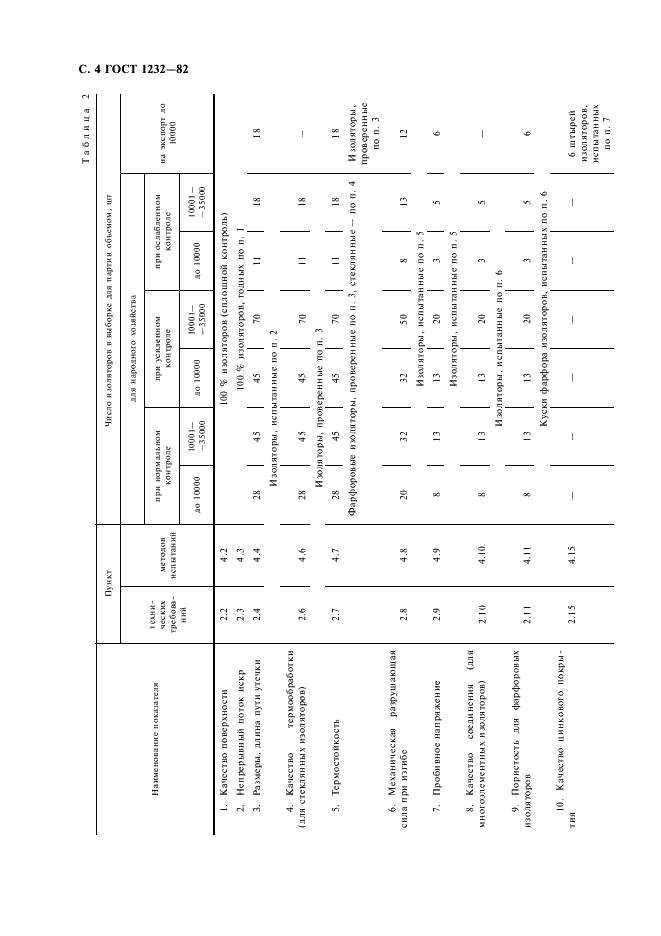 С. 4 ГОСТ 1232—82
Таблица 2
Наименование показателя
Пункт
Число изоляторов в выборке для партии объемом, шт
техни-
ческих
требова-
ний
методов
испытаний
для народного хозяйства
на экспорт до
10000
при нормальном
контроле
при усиленном
контроле
при ослабленном
контроле
до 10000
10001—
—35000
до 10000
10001—
—35000
до 10000
10001—
—35000
1. Качество поверхности 2.2 4.2 100 % изоляторов (сплошной контроль)
2. Непрерывный поток искр 2.3 4.3 100 % изоляторов, годных по п. 1
3. Размеры, длина пути утечки 2.4 4.4 28 45 45 70 11 18 18
Изоляторы, испытанные по п. 2
4. Качество термообработки
(для стеклянных изоляторов) 2.6 4.6 28 45 45 70 11 18 —
Изоляторы, проверенные по п. 3
5. Термостойкость 2.7 4.7 28 45 45 70 11 18 18
Фарфоровые изоляторы, проверенные по п. 3, стеклянные — по п. 4
Изоляторы,
проверенные
по п. 3
6. Механическая разрушающая
сила при изгибе 2.8 4.8 20 32 32 50 8 13 12
Изоляторы, испытанные по п. 5
7. Пробивное напряжение 2.9 4.9 8 13 13 20 3 5 6
Изоляторы, испытанные по п. 5
8. Качество соединения (для
многоэлементных изоляторов) 2.10 4.10 8 13 13 20 3 5 —
Изоляторы, испытанные по п. 6
9. Пористость для фарфоровых
изоляторов 2.11 4.11 8 13 13 20 3 5 6
Куски фарфора изоляторов, испытанных по п. 6
10. Качество цинкового покры-
тия 2.15 4.15 — — — — — — 6 штырей
изоляторов,
испытанных
по п. 7